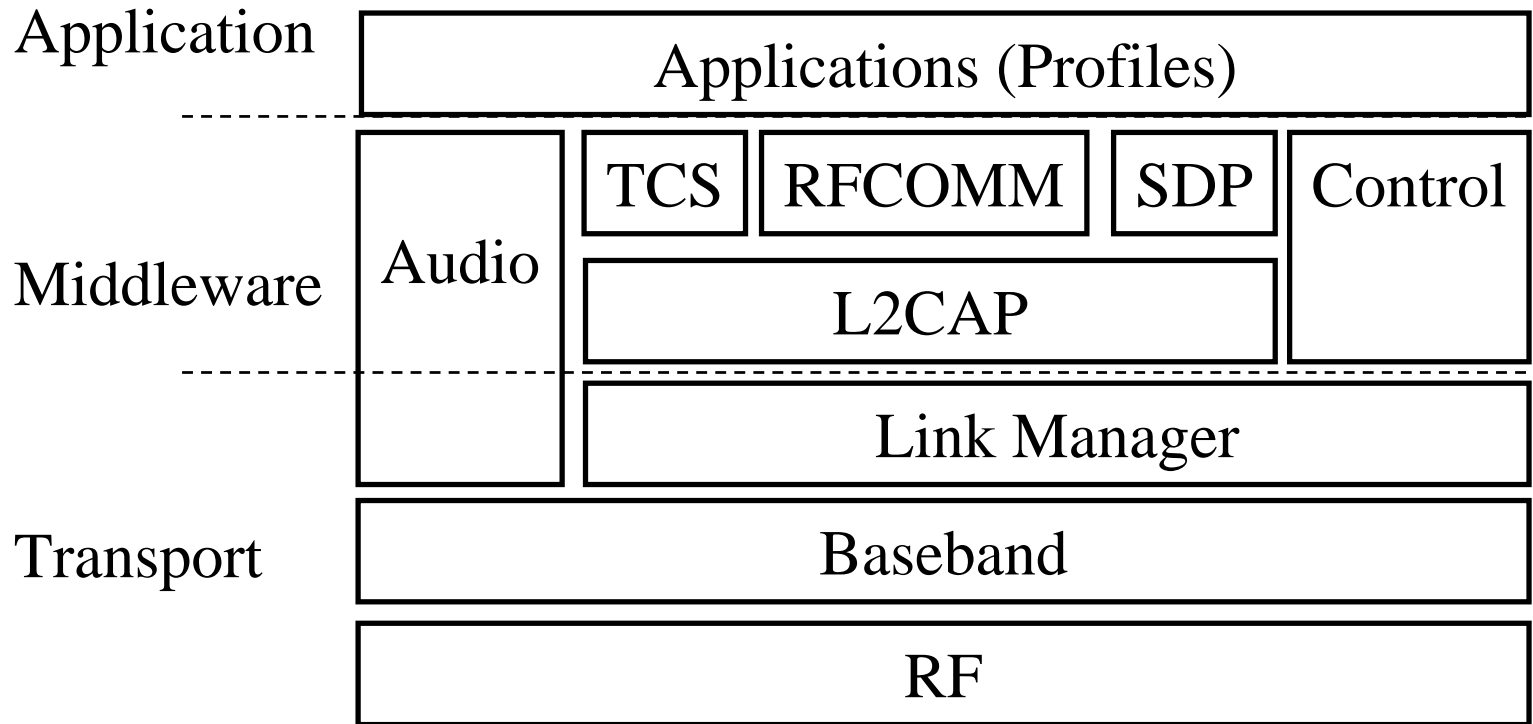 Application
Applications (Profiles)
TCS
RFCOMM
SDP
Control
Audio
Middleware
L2CAP
Link Manager
Transport
Baseband
RF